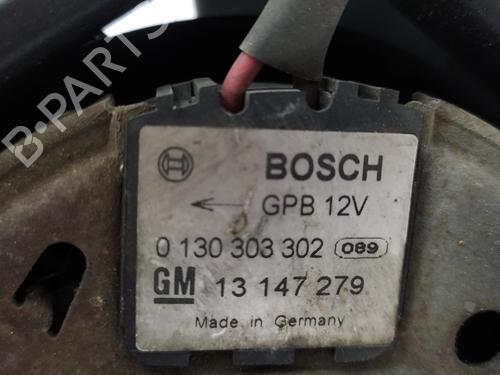 B-PARTS
BOSCH
← GPB 12V
0 130 303 302 089
GM 13 147 279
Made in Germany